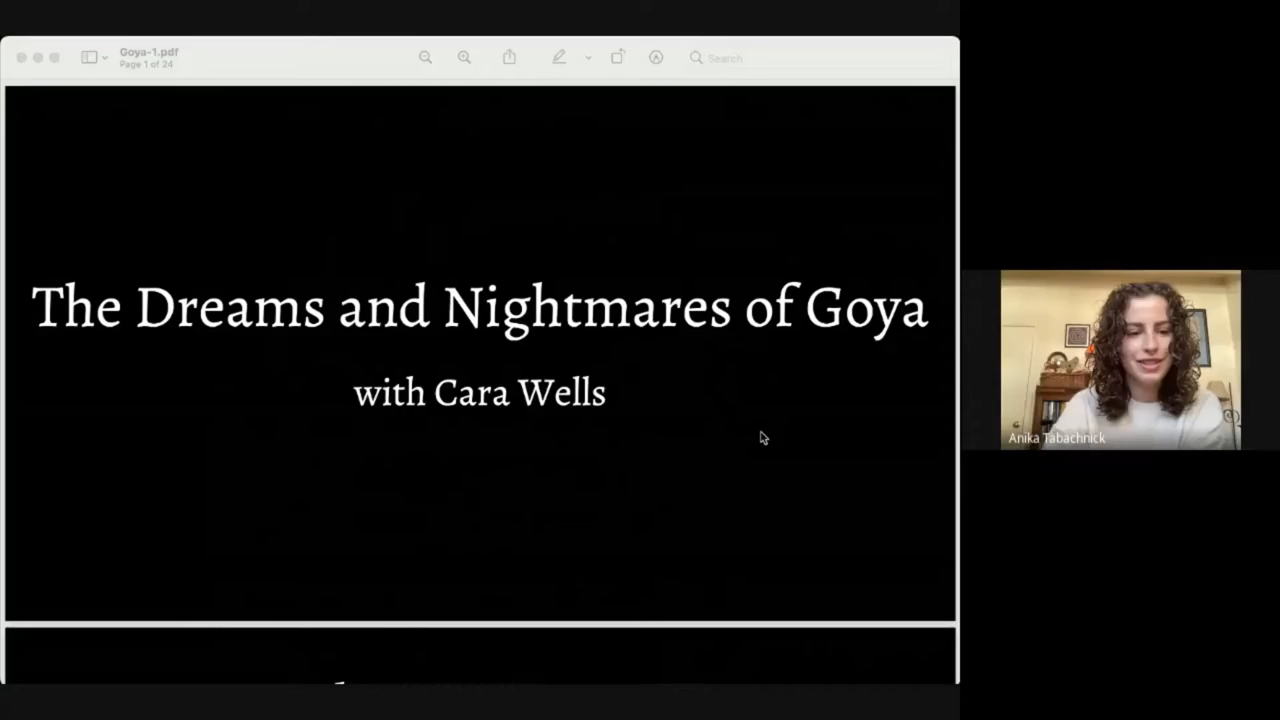 Goya-1.pdf
Page 1 of 24
Search
The Dreams and Nightmares of Goya
with Cara Wells
Anika Tabachnick